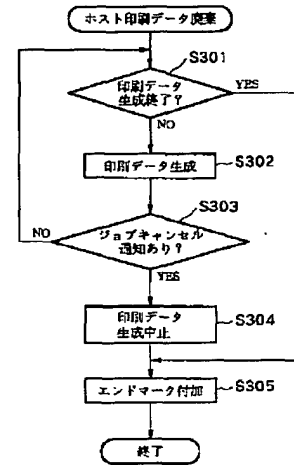 ホスト印刷データ廃棄
S301
印刷データ
生成終了?
YES
NO
印刷データ生成
S302
S303
ジョブキャンセル
通知あり?
NO
YES
印刷データ
生成中止
S304
エンドマーク付加
S305
終了